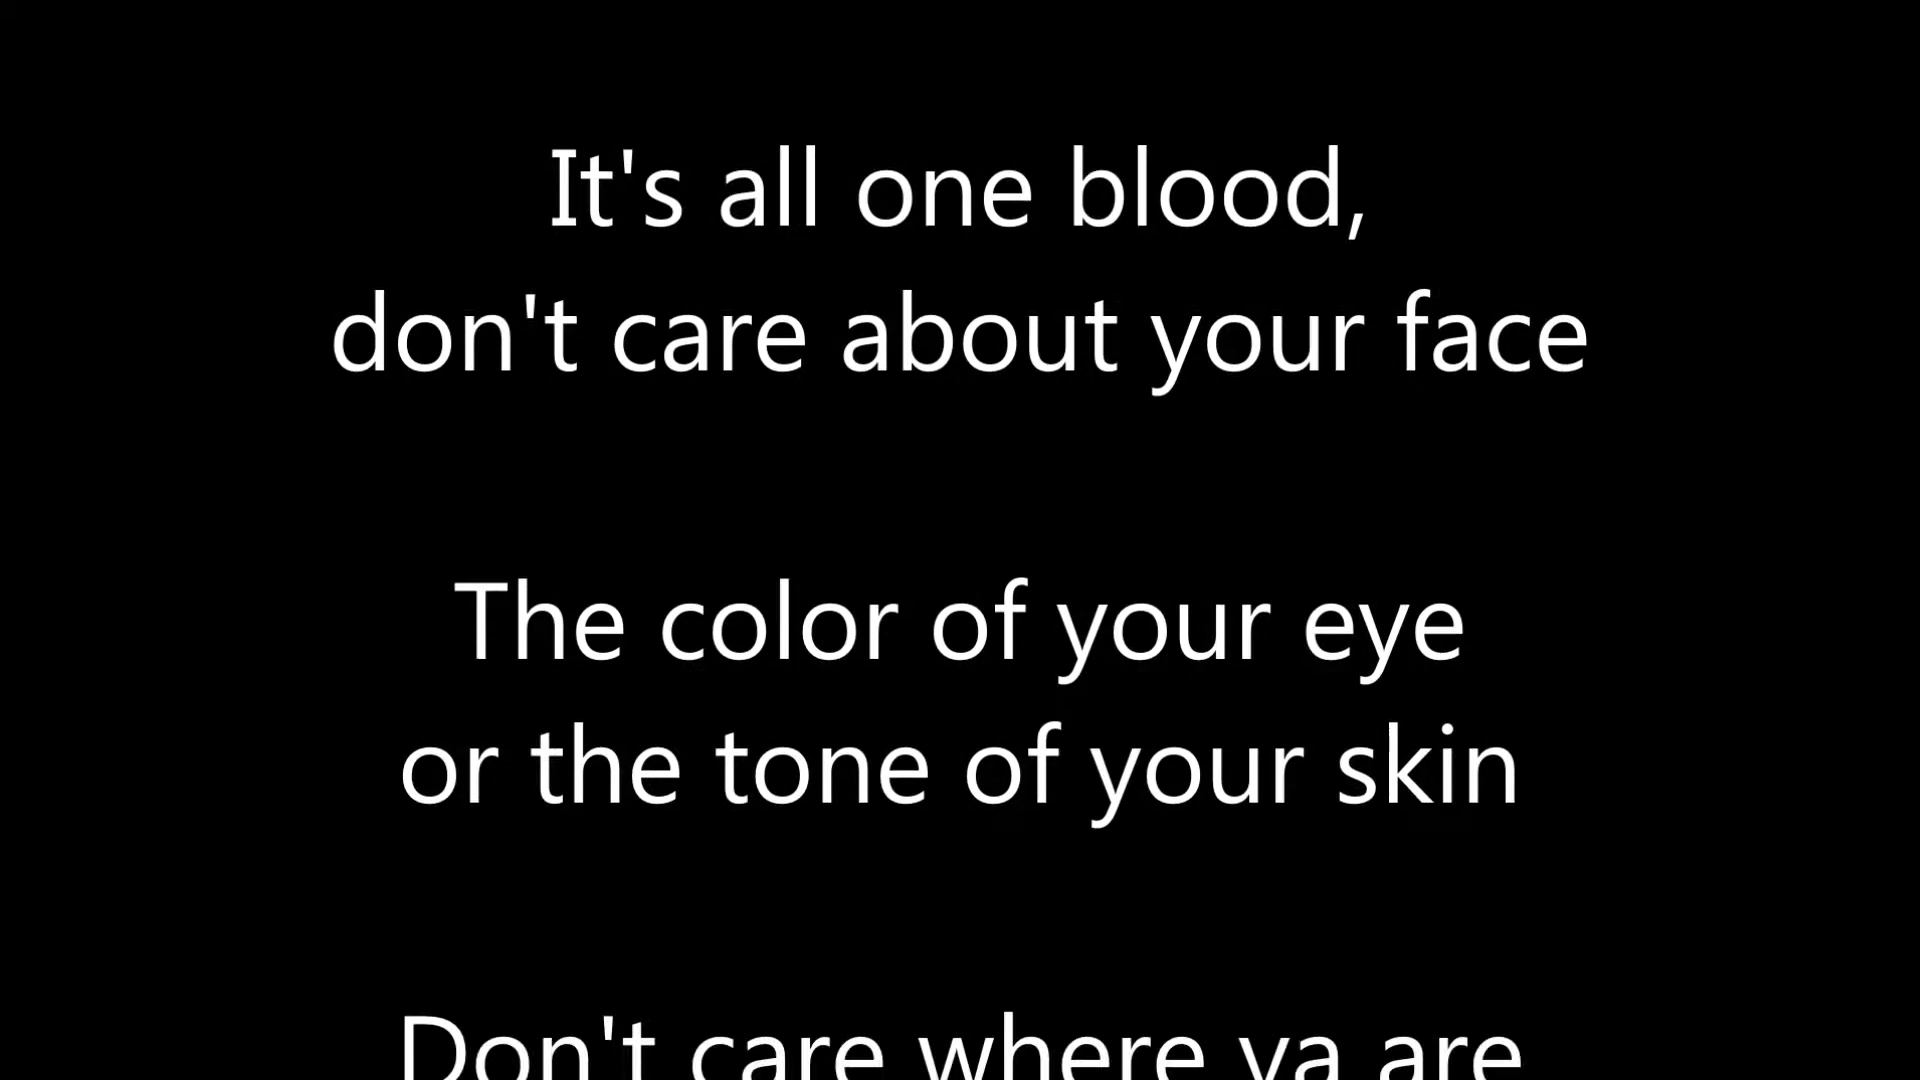 It's all one blood,
don't care about your face
The color of your eye
or the tone of your skin
Don't care where ya are